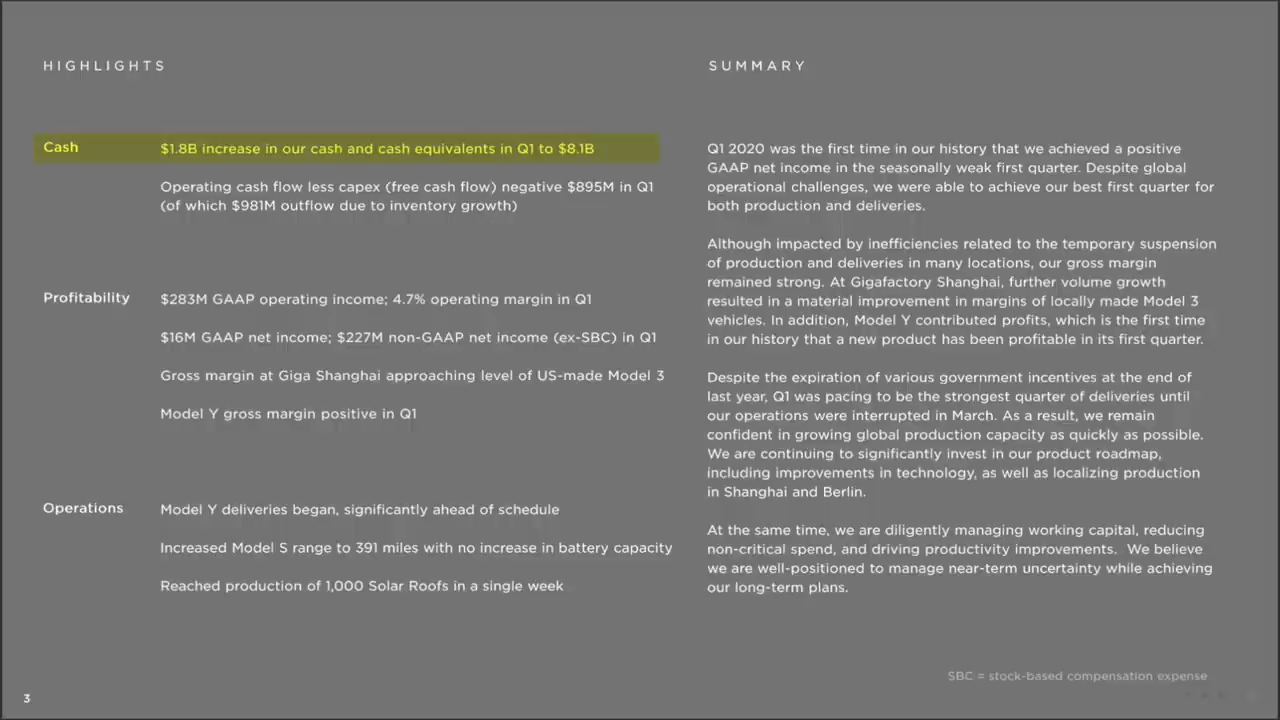 HIGHLIGHTS
Cash
$1.8B increase in our cash and cash equivalents in Q1 to $8.1B
Operating cash flow less capex (free cash flow) negative $895M in Q1
(of which $981M outflow due to inventory growth)
Profitability
$283M GAAP operating income; 4.7% operating margin in Q1
$16M GAAP net income; $227M non-GAAP net income (ex-SBC) in Q1
Gross margin at Giga Shanghai approaching level of US-made Model 3
Model Y gross margin positive in Q1
Operations
Model Y deliveries began, significantly ahead of schedule
Increased Model S range to 391 miles with no increase in battery capacity
Reached production of 1,000 Solar Roofs in a single week
SUMMARY
Q1 2020 was the first time in our history that we achieved a positive
GAAP net income in the seasonally weak first quarter. Despite global
operational challenges, we were able to achieve our best first quarter for
both production and deliveries.
Although impacted by inefficiencies related to the temporary suspension
of production and deliveries in many locations, our gross margin
remained strong. At Gigafactory Shanghai, further volume growth
resulted in a material improvement in margins of locally made Model 3
vehicles. In addition, Model Y contributed profits, which is the first time
in our history that a new product has been profitable in its first quarter.
Despite the expiration of various government incentives at the end of
last year, Q1 was pacing to be the strongest quarter of deliveries until
our operations were interrupted in March. As a result, we remain
confident in growing global production capacity as quickly as possible.
We are continuing to significantly invest in our product roadmap,
including improvements in technology, as well as localizing production
in Shanghai and Berlin.
At the same time, we are diligently managing working capital, reducing
non-critical spend, and driving productivity improvements.  We believe
we are well-positioned to manage near-term uncertainty while achieving
our long-term plans.
SBC = stock-based compensation expense
3